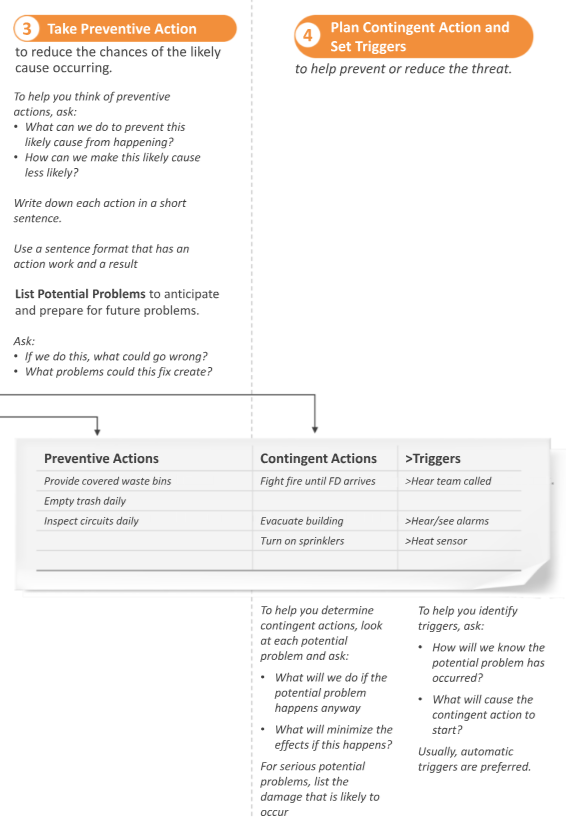 3 Take Preventive Action
to reduce the chances of the likely
cause occurring.
To help you think of preventive
actions, ask:
• What can we do to prevent this
likely cause from happening?
• How can we make this likely cause
less likely?
Write down each action in a short
sentence.
Use a sentence format that has an
action work and a result
List Potential Problems to anticipate
and prepare for future problems.
Ask:
• If we do this, what could go wrong?
• What problems could this fix create?
4 Plan Contingent Action and
Set Triggers
to help prevent or reduce the threat.
Preventive Actions Contingent Actions >Triggers
Provide covered waste bins Fight fire until FD arrives >Hear team called
Empty trash daily
Inspect circuits daily Evacuate building >Hear/see alarms
Turn on sprinklers >Heat sensor
To help you determine
contingent actions, look
at each potential
problem and ask:
• What will we do if the
potential problem
happens anyway
• What will minimize the
effects if this happens?
For serious potential
problems, list the
damage that is likely to
occur
To help you identify
triggers, ask:
• How will we know the
potential problem has
occurred?
• What will cause the
contingent action to
start?
Usually, automatic
triggers are preferred.